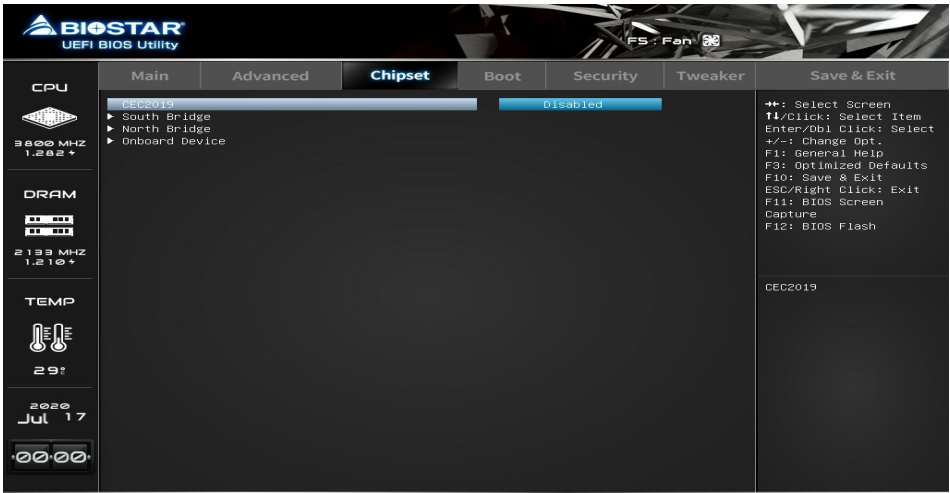 BIOSTAR
UEFI BIOS Utility
F5 : Fan
Main Advanced Chipset Boot Security Tweaker Save & Exit
CPU
3800 MHZ
1.282 v
DRAM
2133 MHZ
1.210 v
TEMP
29°c
2020
Jul 17
00:00
CEC2019 Disabled
► South Bridge
► North Bridge
► Onboard Device
→←: Select Screen
↑↓/Click: Select Item
Enter/Dbl Click: Select
+/-: Change Opt.
F1: General Help
F3: Optimized Defaults
F10: Save & Exit
ESC/Right Click: Exit
F11: BIOS Screen
Capture
F12: BIOS Flash
CEC2019